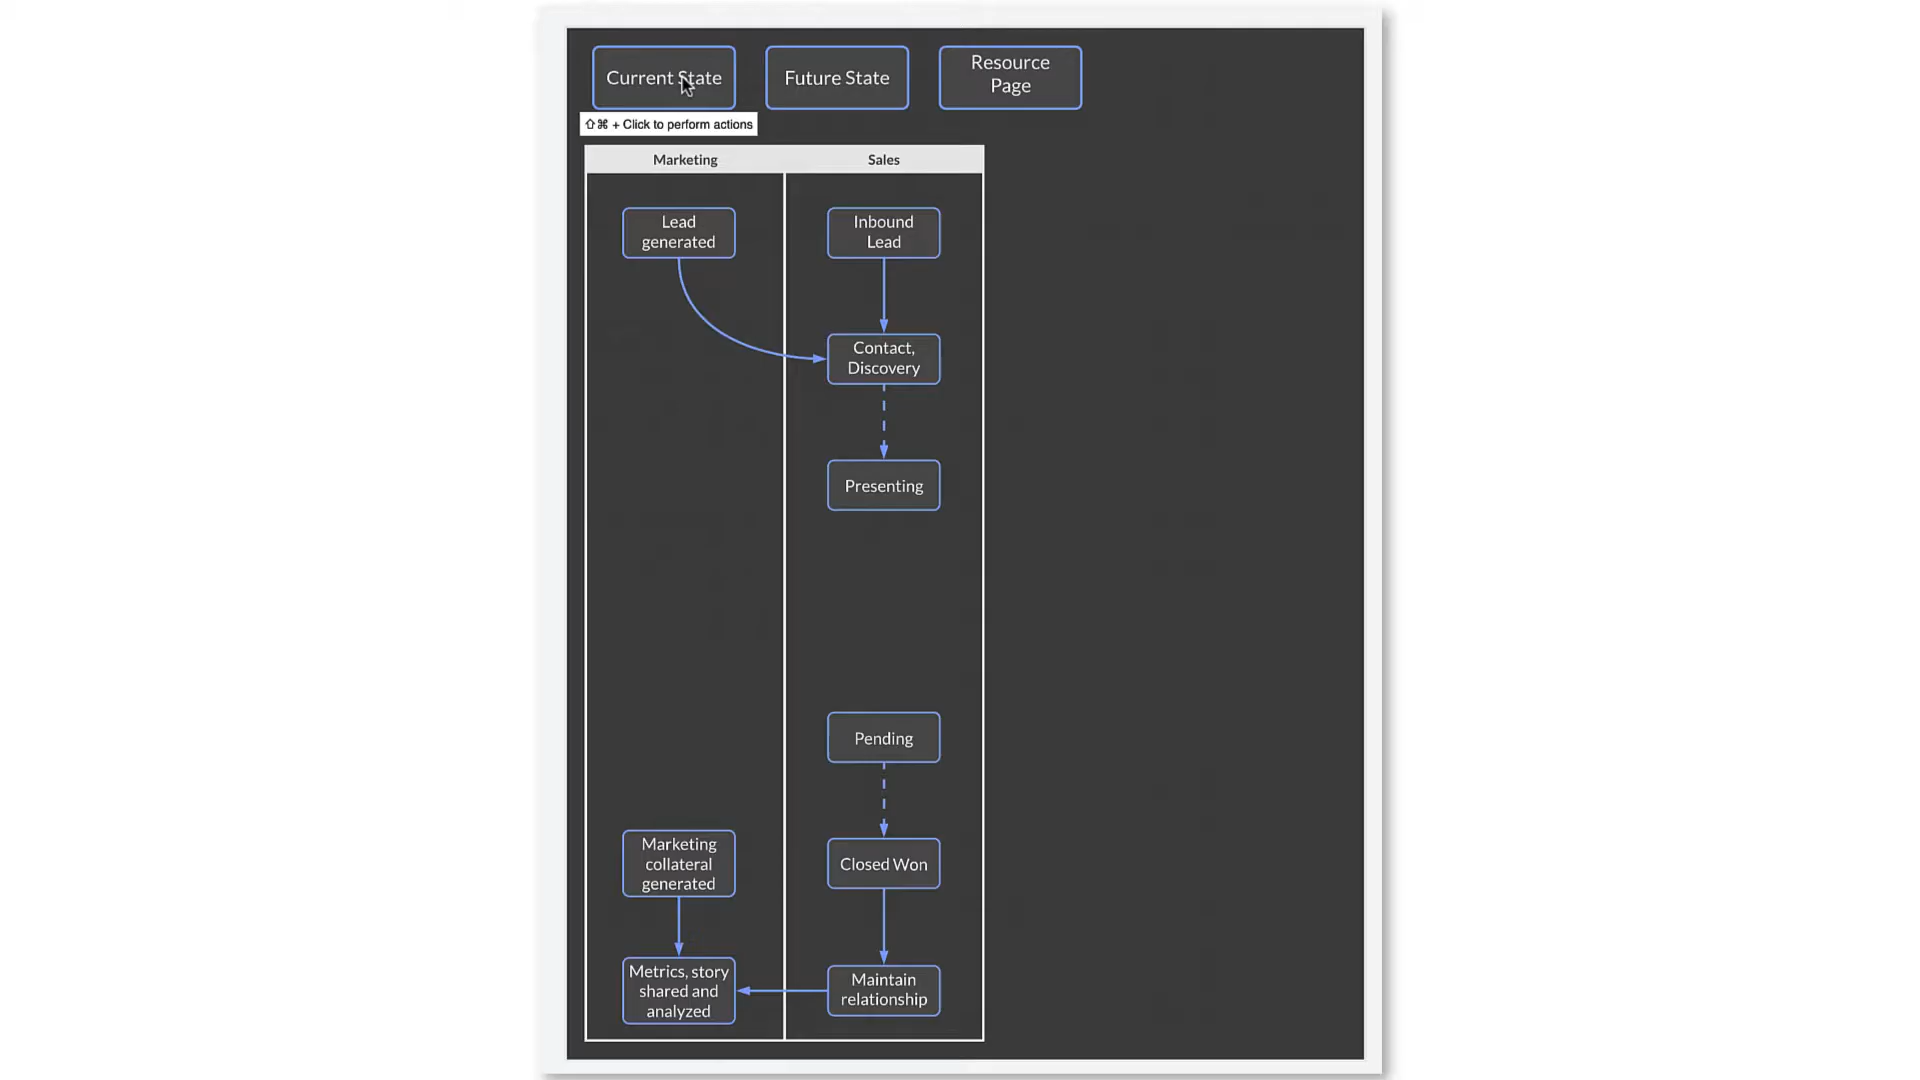 Current State
Future State
Resource
Page
⇧⌘ + Click to perform actions
Marketing
Sales
Lead
generated
Inbound
Lead
Contact,
Discovery
Presenting
Pending
Marketing
collateral
generated
Closed Won
Metrics, story
shared and
analyzed
Maintain
relationship